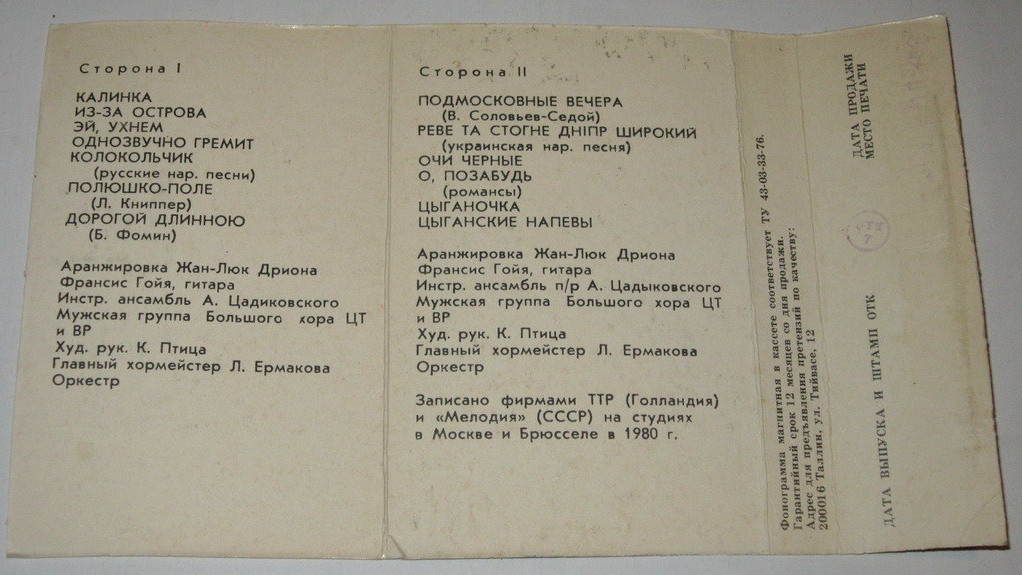 Сторона I
КАЛИНКА
ИЗ-ЗА ОСТРОВА
ЭЙ, УХНЕМ
ОДНОЗВУЧНО ГРЕМИТ
КОЛОКОЛЬЧИК
(русские нар. песни)
ПОЛЮШКО-ПОЛЕ
(Л. Книппер)
ДОРОГОЙ ДЛИННОЮ
(Б. Фомин)
Аранжировка Жан-Люк Дриона
Франсис Гойя, гитара
Инстр. ансамбль А. Цадиковского
Мужская группа Большого хора ЦТ
и ВР
Худ. рук. К. Птица
Главный хормейстер Л. Ермакова
Оркестр
Сторона II
ПОДМОСКОВНЫЕ ВЕЧЕРА
(В. Соловьев-Седой)
РЕВЕ ТА СТОГНЕ ДНІПР ШИРОКИЙ
(украинская нар. песня)
ОЧИ ЧЕРНЫЕ
О, ПОЗАБУДЬ
(романсы)
ЦЫГАНОЧКА
ЦЫГАНСКИЕ НАПЕВЫ
Аранжировка Жан-Люк Дриона
Франсис Гойя, гитара
Инстр. ансамбль п/р А. Цадыковского
Мужская группа Большого хора ЦТ
и ВР
Худ. рук. К. Птица
Главный хормейстер Л. Ермакова
Оркестр
Записано фирмами ТТР (Голландия)
и «Мелодия» (СССР) на студиях
в Москве и Брюсселе в 1980 г.
Фонограмма магнитная в кассете соответствует ТУ 43-03-33-76.
Гарантийный срок 12 месяцев со дня продажи.
Адрес для предъявления претензий по качеству:
200016 Таллин, ул. Тийвасе, 12
ДАТА ВЫПУСКА И ШТАМП ОТК
ОТК
7
ДАТА ПРОДАЖИ
МЕСТО ПЕЧАТИ